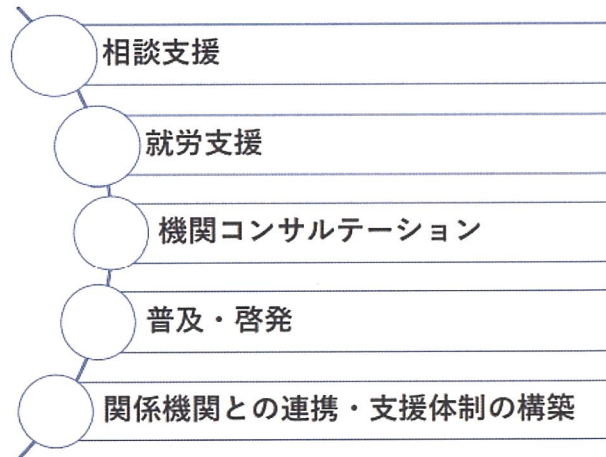 相談支援
就労支援
機関コンサルテーション
普及・啓発
関係機関との連携・支援体制の構築